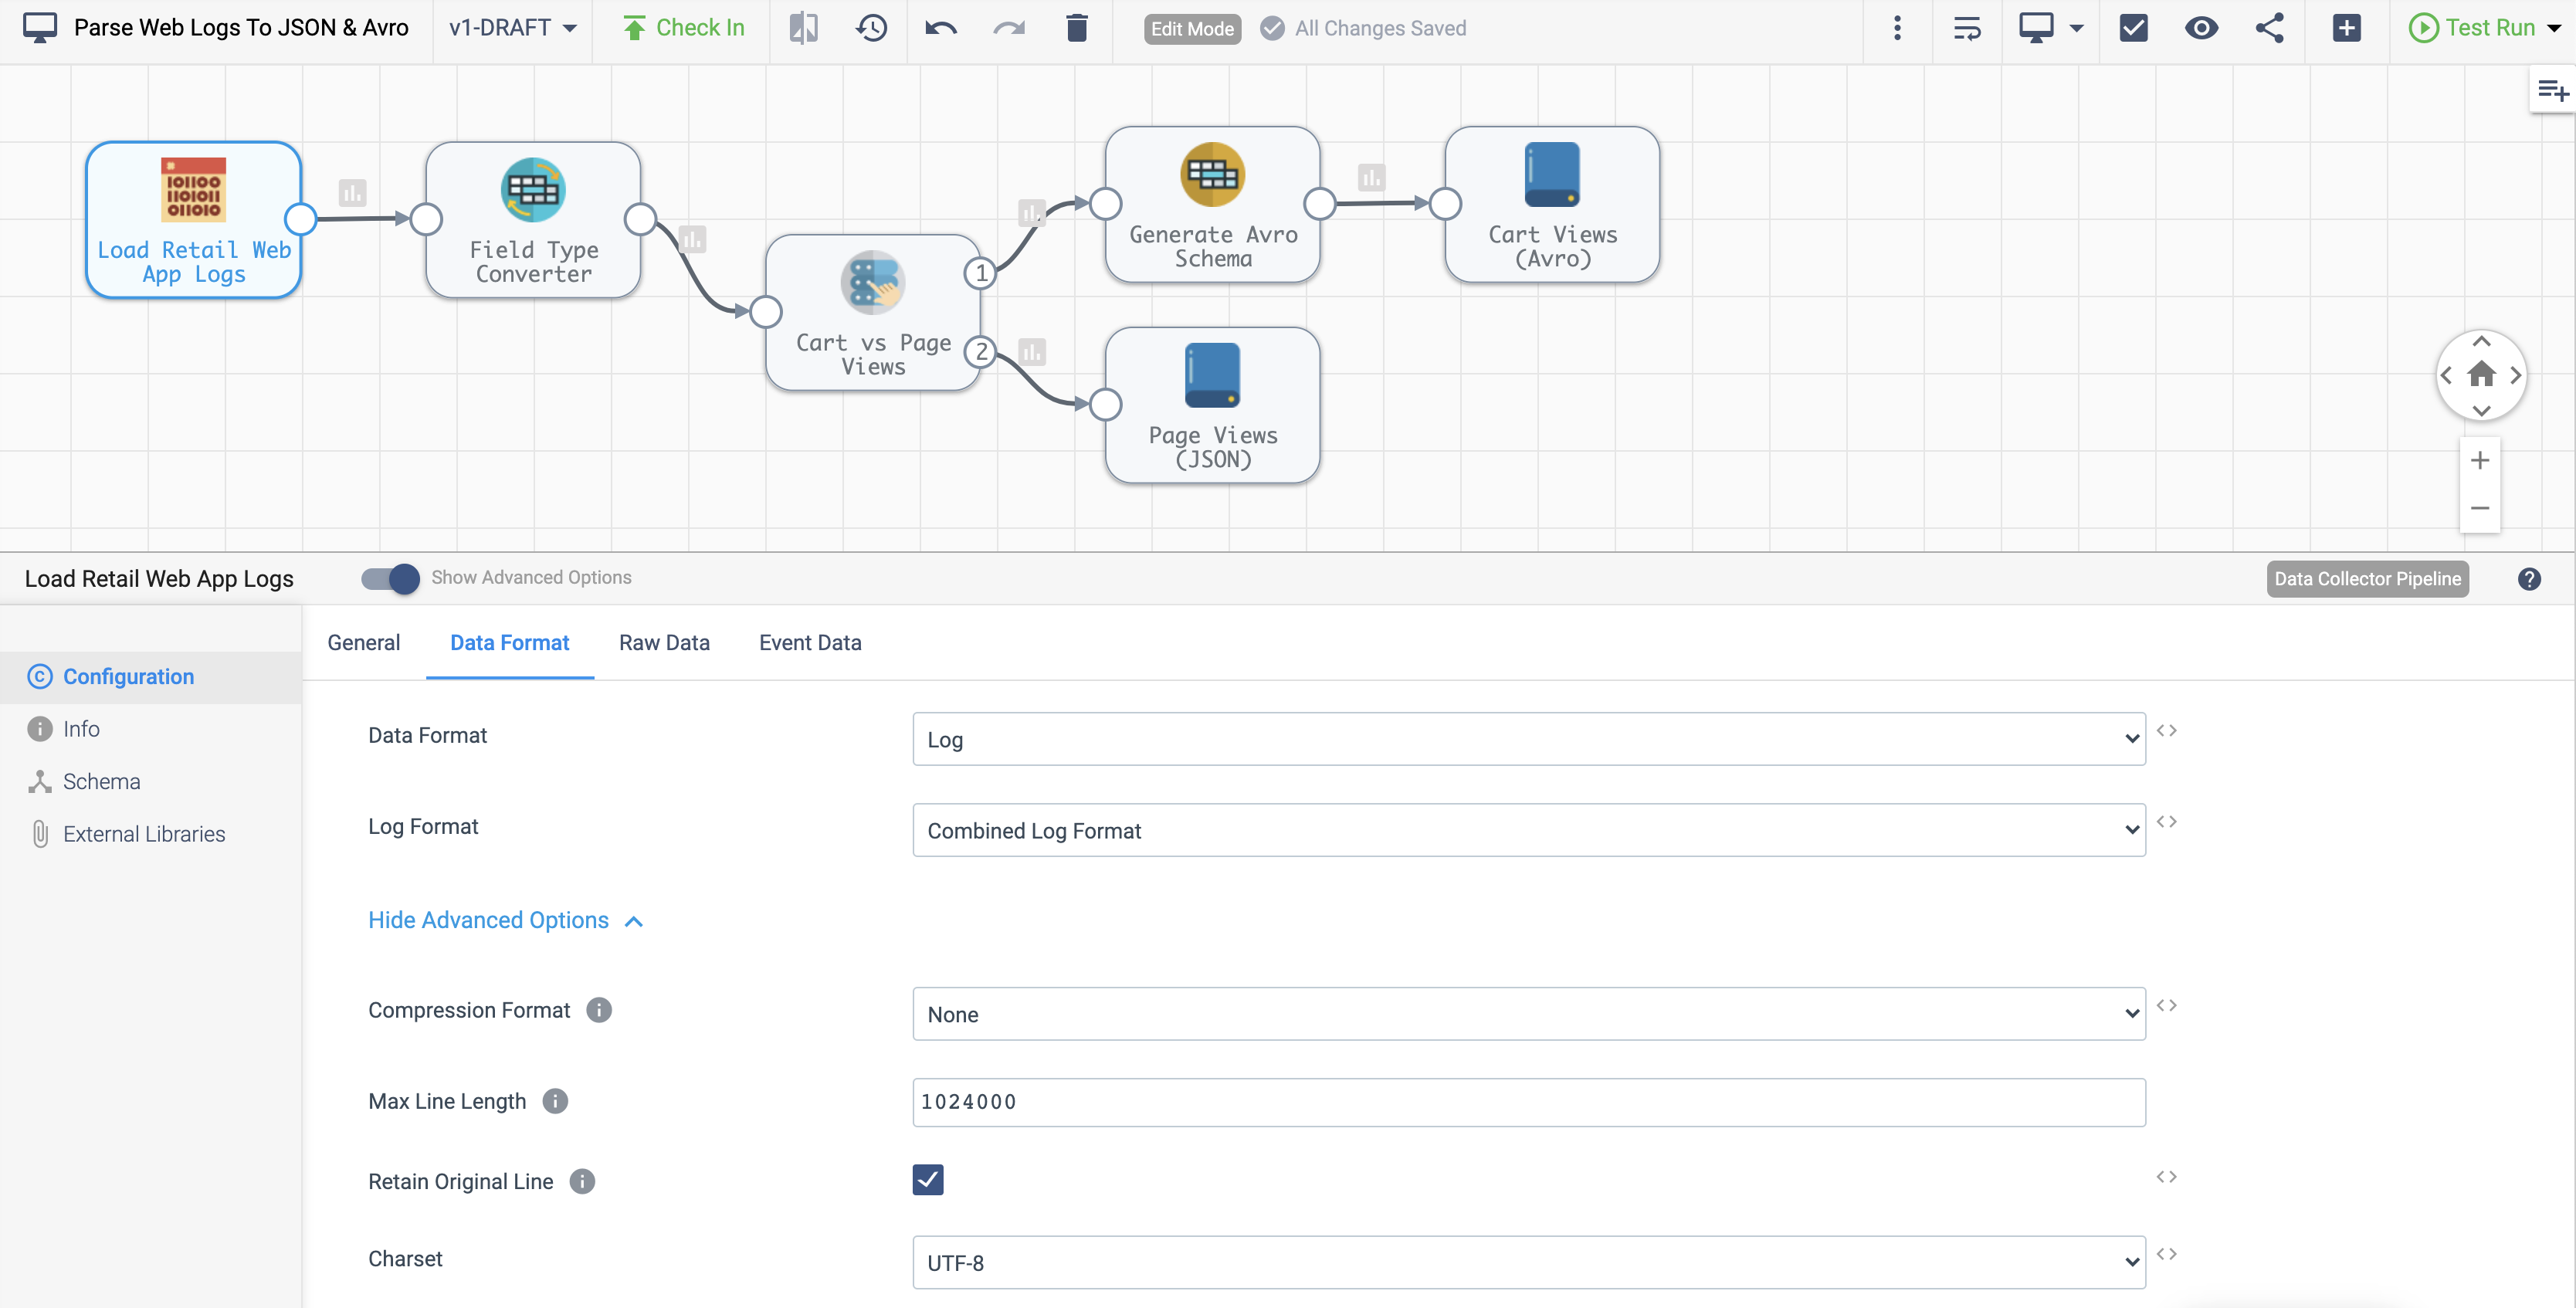 Parse Web Logs To JSON & Avro
v1-DRAFT
Check In
Edit Mode
All Changes Saved
Test Run
101100
1101011
011010
Load Retail Web
App Logs
Field Type
Converter
Cart vs Page
Views
1
2
Generate Avro
Schema
Cart Views
(Avro)
Page Views
(JSON)
Load Retail Web App Logs
Show Advanced Options
Data Collector Pipeline
?
General
Data Format
Raw Data
Event Data
C Configuration
i Info
Schema
External Libraries
Data Format
Log
Log Format
Combined Log Format
Hide Advanced Options
Compression Format i
None
Max Line Length i
1024000
Retain Original Line i
Charset
UTF-8